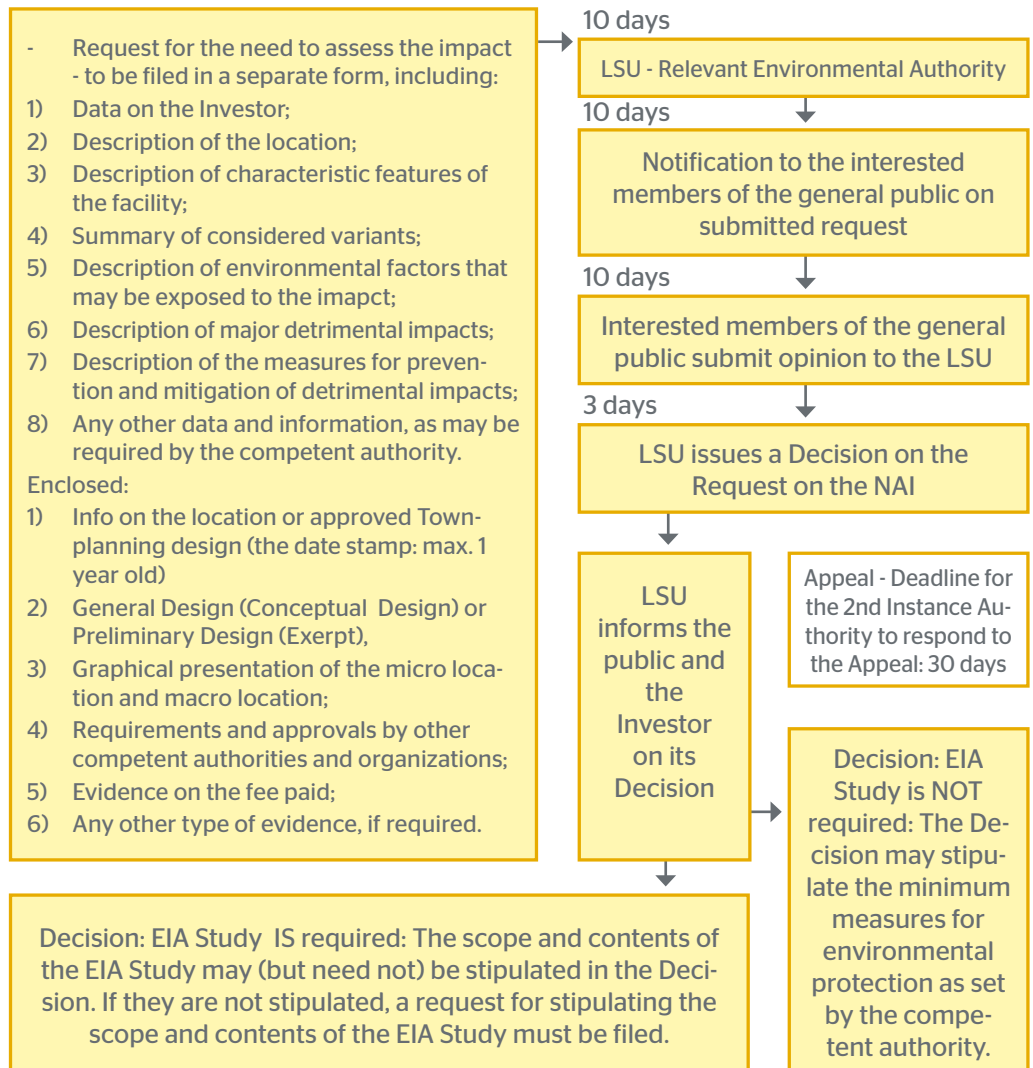 - Request for the need to assess the impact
- to be filed in a separate form, including:
1) Data on the Investor;
2) Description of the location;
3) Description of characteristic features of
the facility;
4) Summary of considered variants;
5) Description of environmental factors that
may be exposed to the imapct;
6) Description of major detrimental impacts;
7) Description of the measures for preven-
tion and mitigation of detrimental impacts;
8) Any other data and information, as may be
required by the competent authority.
Enclosed:
1) Info on the location or approved Town-
planning design (the date stamp: max. 1
year old)
2) General Design (Conceptual Design) or
Preliminary Design (Exerpt),
3) Graphical presentation of the micro loca-
tion and macro location;
4) Requirements and approvals by other
competent authorities and organizations;
5) Evidence on the fee paid;
6) Any other type of evidence, if required.
10 days
LSU - Relevant Environmental Authority
10 days
Notification to the interested
members of the general public on
submitted request
10 days
Interested members of the general
public submit opinion to the LSU
3 days
LSU issues a Decision on the
Request on the NAI
LSU
informs the
public and
the
Investor
on its
Decision
Appeal - Deadline for
the 2nd Instance Au-
thority to respond to
the Appeal: 30 days
Decision: EIA
Study is NOT
required: The De-
cision may stipu-
late the minimum
measures for
environmental
protection as set
by the compe-
tent authority.
Decision: EIA Study IS required: The scope and contents of
the EIA Study may (but need not) be stipulated in the Deci-
sion. If they are not stipulated, a request for stipulating the
scope and contents of the EIA Study must be filed.